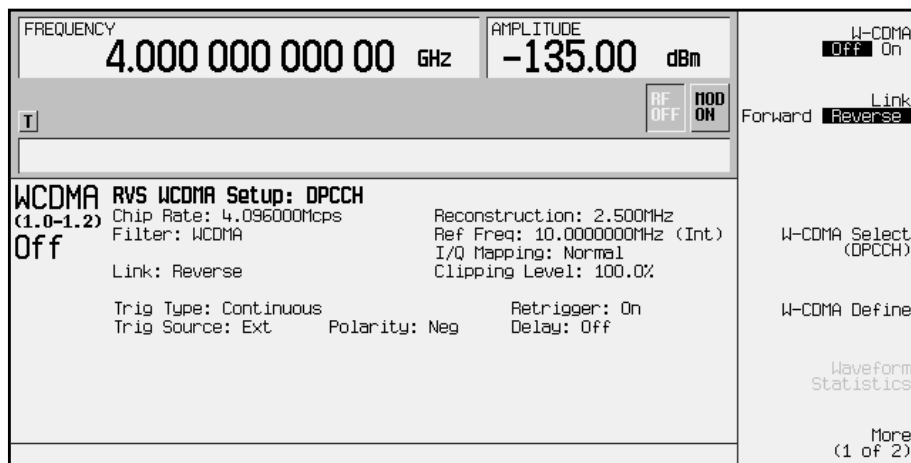 FREQUENCY
4.000 000 000 00 GHz
AMPLITUDE
-135.00 dBm
RF OFF
MOD ON
T
WCDMA
(1.0-1.2)
Off
RVS WCDMA Setup: DPCCH
Chip Rate: 4.096000Mcps
Reconstruction: 2.500MHz
Filter: WCDMA
Ref Freq: 10.0000000MHz (Int)
I/Q Mapping: Normal
Link: Reverse
Clipping Level: 100.0%
Trig Type: Continuous
Retrigger: On
Trig Source: Ext
Polarity: Neg
Delay: Off
W-CDMA
Off On
Link
Forward Reverse
W-CDMA Select
(DPCCH)
W-CDMA Define
Waveform
Statistics
More
(1 of 2)